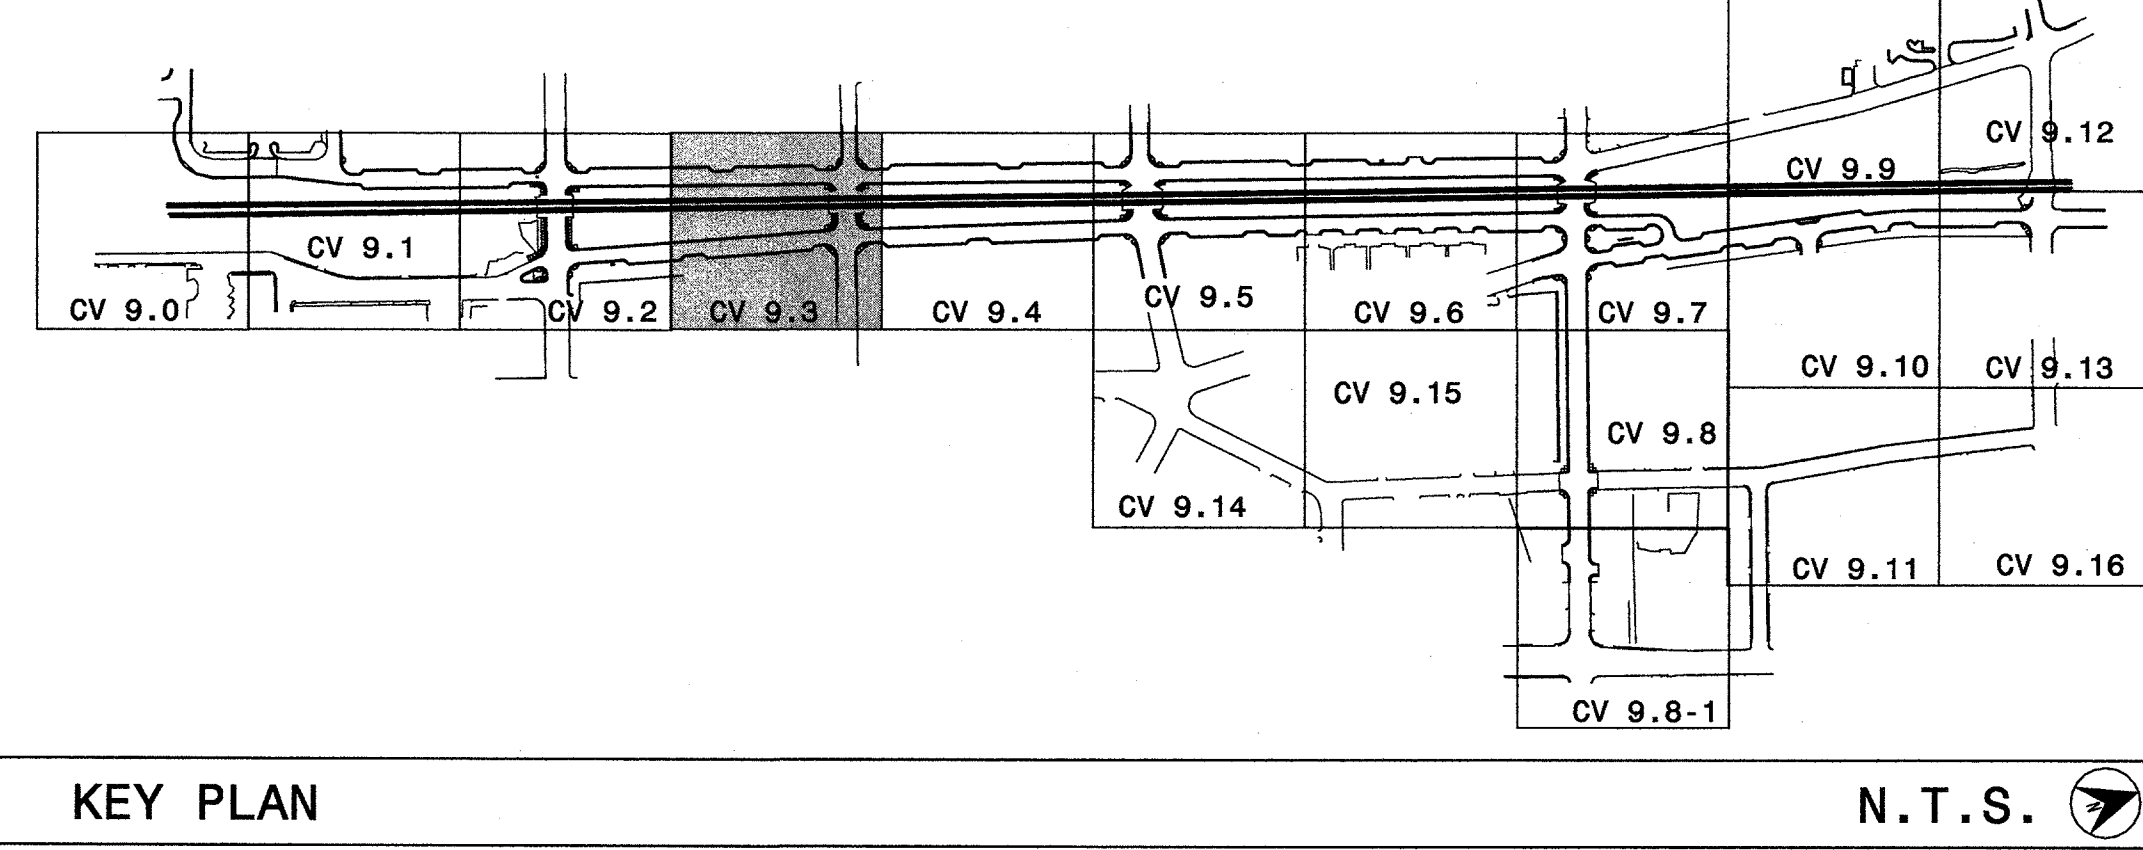 CV 9.12
CV 9.9
CV 9.1
CV 9.0
CV 9.2
CV 9.3
CV 9.4
CV 9.5
CV 9.6
CV 9.7
CV 9.10
CV 9.13
CV 9.15
CV 9.8
CV 9.14
CV 9.11
CV 9.16
CV 9.8-1
KEY PLAN
N.T.S.